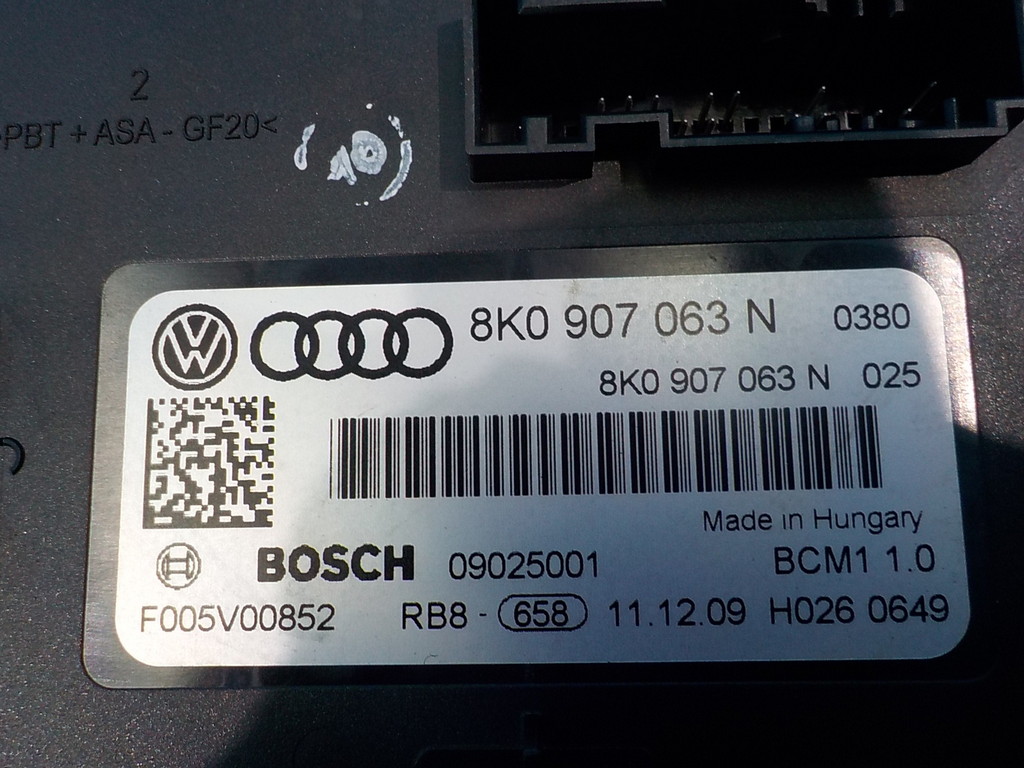 2
>PBT + ASA - GF20<
(10)
8K0 907 063 N 0380
8K0 907 063 N 025
Made in Hungary
BOSCH 09025001 BCM1 1.0
F005V00852 RB8 - 658 11.12.09 H026 0649